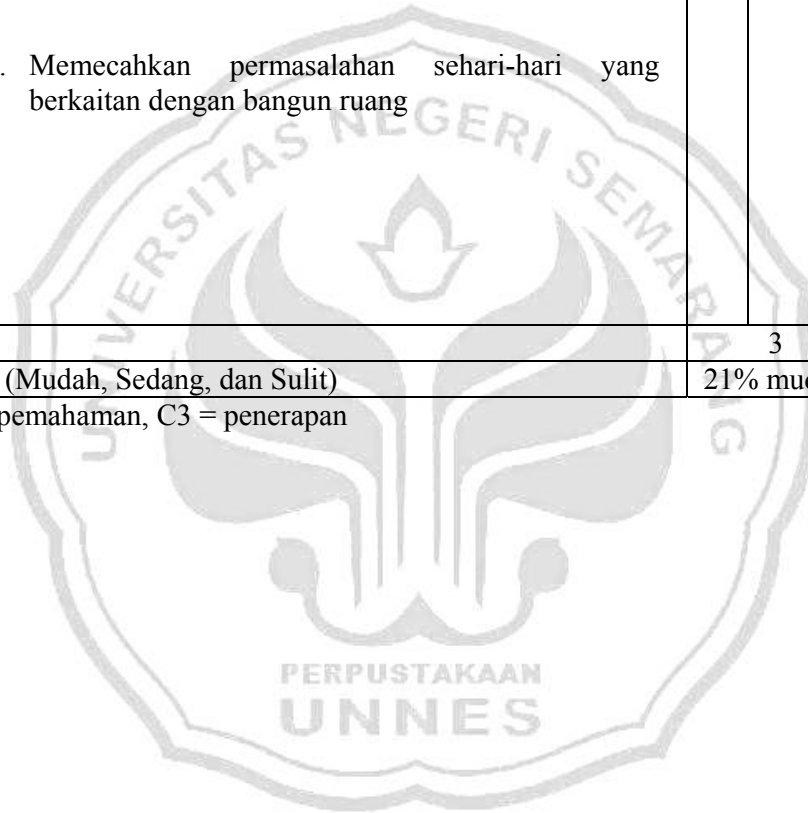 . Memecahkan permasalahan sehari-hari yang
berkaitan dengan bangun ruang
3
(Mudah, Sedang, dan Sulit)
21% mud
pemahaman, C3 = penerapan
UNIVERSITAS NEGERI SEMARANG
PERPUSTAKAAN
UNNES